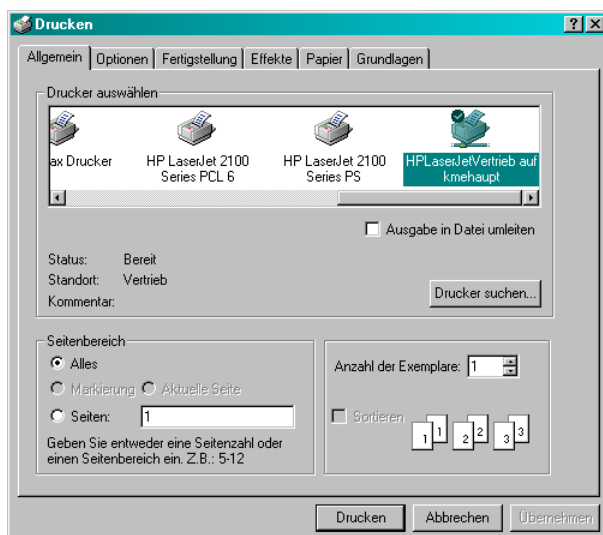 Drucken
Allgemein Optionen Fertigstellung Effekte Papier Grundlagen
Drucker auswählen
ax Drucker
HP LaserJet 2100
Series PCL 6
HP LaserJet 2100
Series PS
HPLaserJetVertrieb auf
kmehaupt
Ausgabe in Datei umleiten
Status: Bereit
Standort: Vertrieb
Kommentar:
Drucker suchen...
Seitenbereich
Alles
Markierung Aktuelle Seite
Seiten: 1
Geben Sie entweder eine Seitenzahl oder
einen Seitenbereich ein. Z.B.: 5-12
Anzahl der Exemplare: 1
Sortieren
1 1 2 2 3 3
Drucken Abbrechen Übernehmen